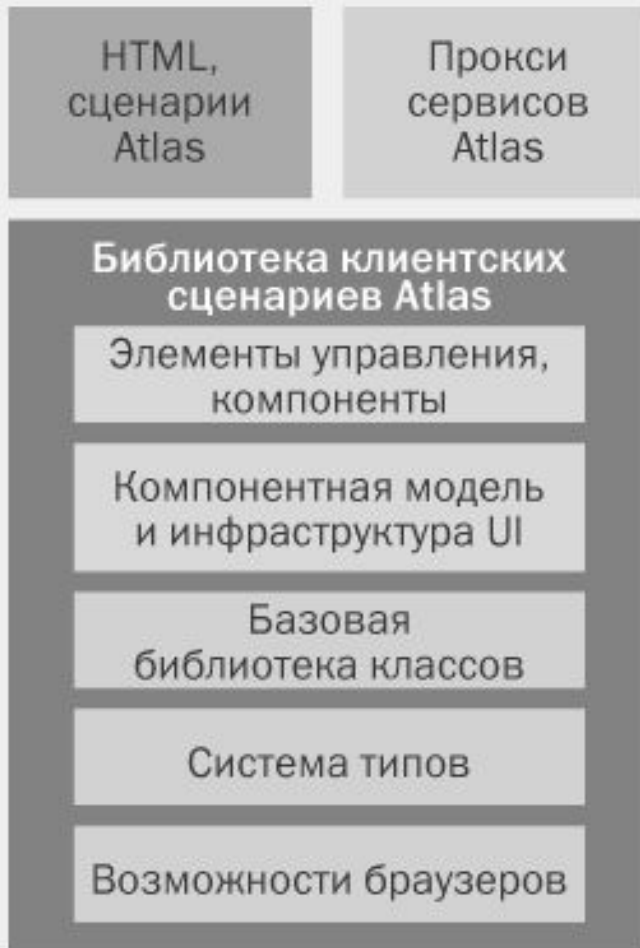 HTML,
сценарии
Atlas
Прокси
сервисов
Atlas
Библиотека клиентских
сценариев Atlas
Элементы управления,
компоненты
Компонентная модель
и инфраструктура UI
Базовая
библиотека классов
Система типов
Возможности браузеров